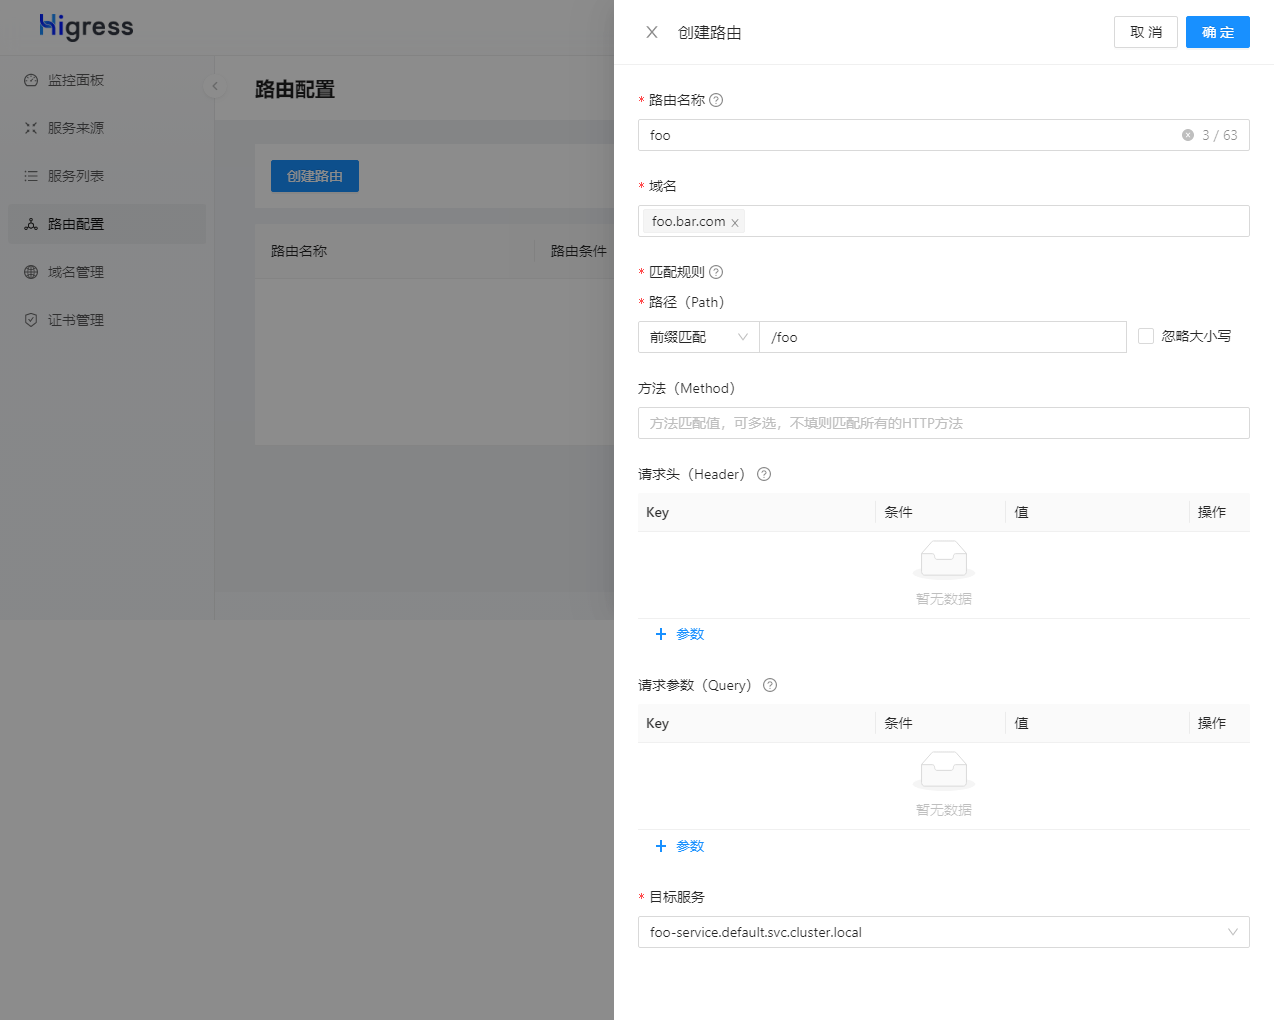 Higress
监控面板
服务来源
服务列表
路由配置
域名管理
证书管理
路由配置
创建路由
路由名称
路由条件
创建路由
取 消
确 定
* 路由名称
foo
3 / 63
* 域名
foo.bar.com
* 匹配规则
* 路径（Path）
前缀匹配
/foo
忽略大小写
方法（Method）
方法匹配值，可多选，不填则匹配所有的HTTP方法
请求头（Header）
Key 条件 值 操作
暂无数据
+ 参数
请求参数（Query）
Key 条件 值 操作
暂无数据
+ 参数
* 目标服务
foo-service.default.svc.cluster.local